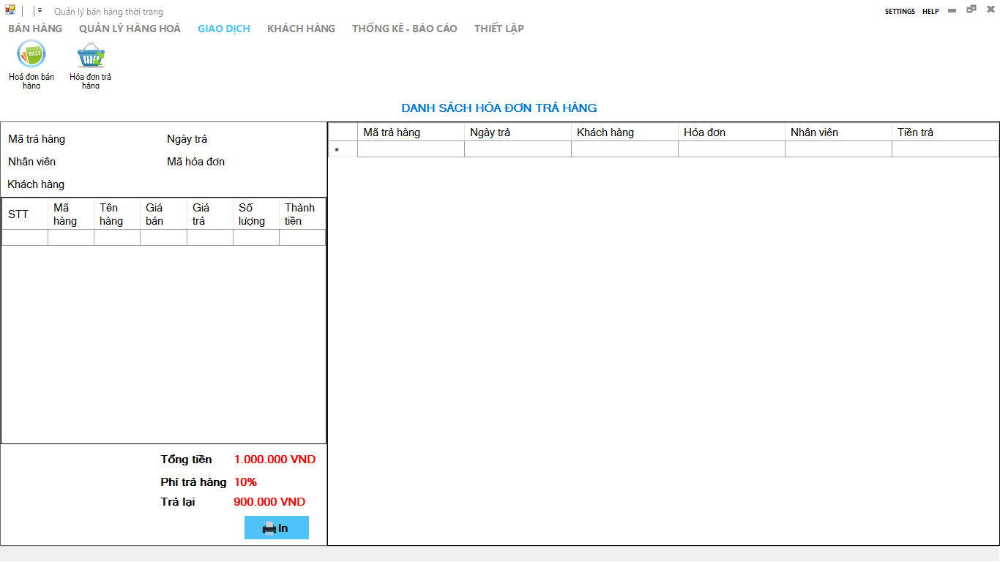 Quản lý bán hàng thời trang
SETTINGS HELP
BÁN HÀNG QUẢN LÝ HÀNG HOÁ GIAO DỊCH KHÁCH HÀNG THỐNG KÊ - BÁO CÁO THIẾT LẬP
BILLS
Hoá đơn bán
hàng
Hóa đơn trả
hàng
DANH SÁCH HÓA ĐƠN TRẢ HÀNG
Mã trả hàng Ngày trả
Nhân viên Mã hóa đơn
Khách hàng
STT Mã hàng Tên hàng Giá bán Giá trả Số lượng Thành tiền
Tổng tiền 1.000.000 VND
Phí trả hàng 10%
Trả lại 900.000 VND
In
Mã trả hàng Ngày trả Khách hàng Hóa đơn Nhân viên Tiền trả
*